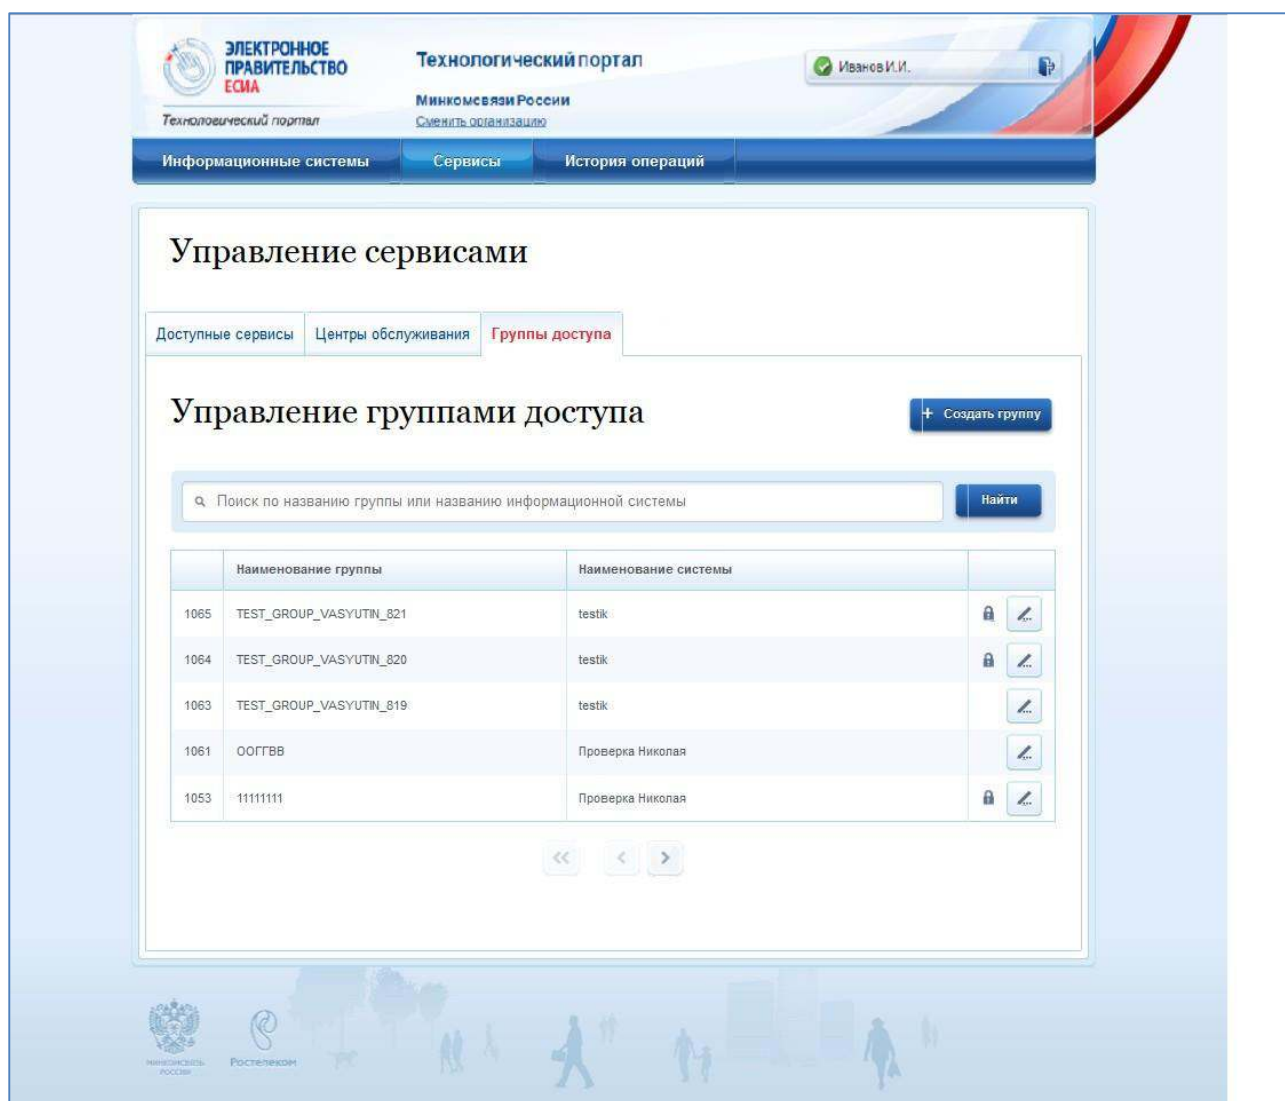 ЭЛЕКТРОННОЕ
ПРАВИТЕЛЬСТВО
ЕСИА
Технологический портал
Технологический портал
Минкомсвязи России
Сменить организацию
Иванов И.И.
Информационные системы Сервисы История операций
Управление сервисами
Доступные сервисы Центры обслуживания Группы доступа
Управление группами доступа
+ Создать группу
Поиск по названию группы или названию информационной системы Найти
Наименование группы Наименование системы
1065 TEST_GROUP_VASYUTIN_821 testik
1064 TEST_GROUP_VASYUTIN_820 testik
1063 TEST_GROUP_VASYUTIN_819 testik
1061 ООГГВВ Проверка Николая
1053 11111111 Проверка Николая
МИНКОМСВЯЗЬ
РОССИИ
Ростелеком